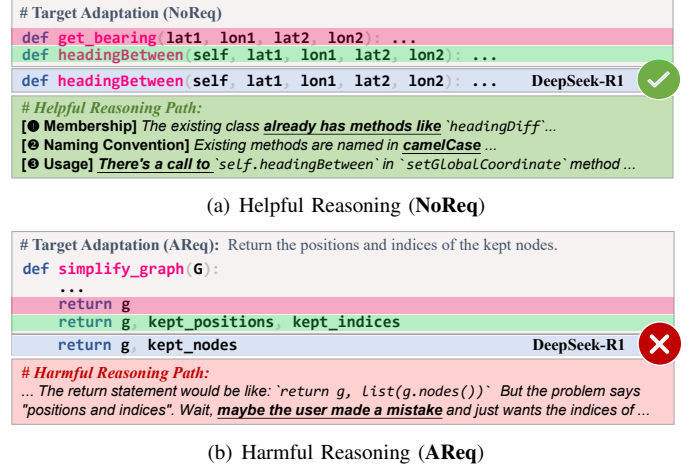 # Target Adaptation (NoReq)
def get_bearing(lat1, lon1, lat2, lon2): ...
def headingBetween(self, lat1, lon1, lat2, lon2): ...
def headingBetween(self, lat1, lon1, lat2, lon2): ... DeepSeek-R1
# Helpful Reasoning Path:
[❶ Membership] The existing class already has methods like `headingDiff`...
[❷ Naming Convention] Existing methods are named in camelCase ...
[❸ Usage] There's a call to `self.headingBetween` in `setGlobalCoordinate` method ...
(a) Helpful Reasoning (NoReq)
# Target Adaptation (AReq): Return the positions and indices of the kept nodes.
def simplify_graph(G):
...
return g
return g, kept_positions, kept_indices
return g, kept_nodes DeepSeek-R1
# Harmful Reasoning Path:
... The return statement would be like: `return g, list(g.nodes())` But the problem says
"positions and indices". Wait, maybe the user made a mistake and just wants the indices of ...
(b) Harmful Reasoning (AReq)